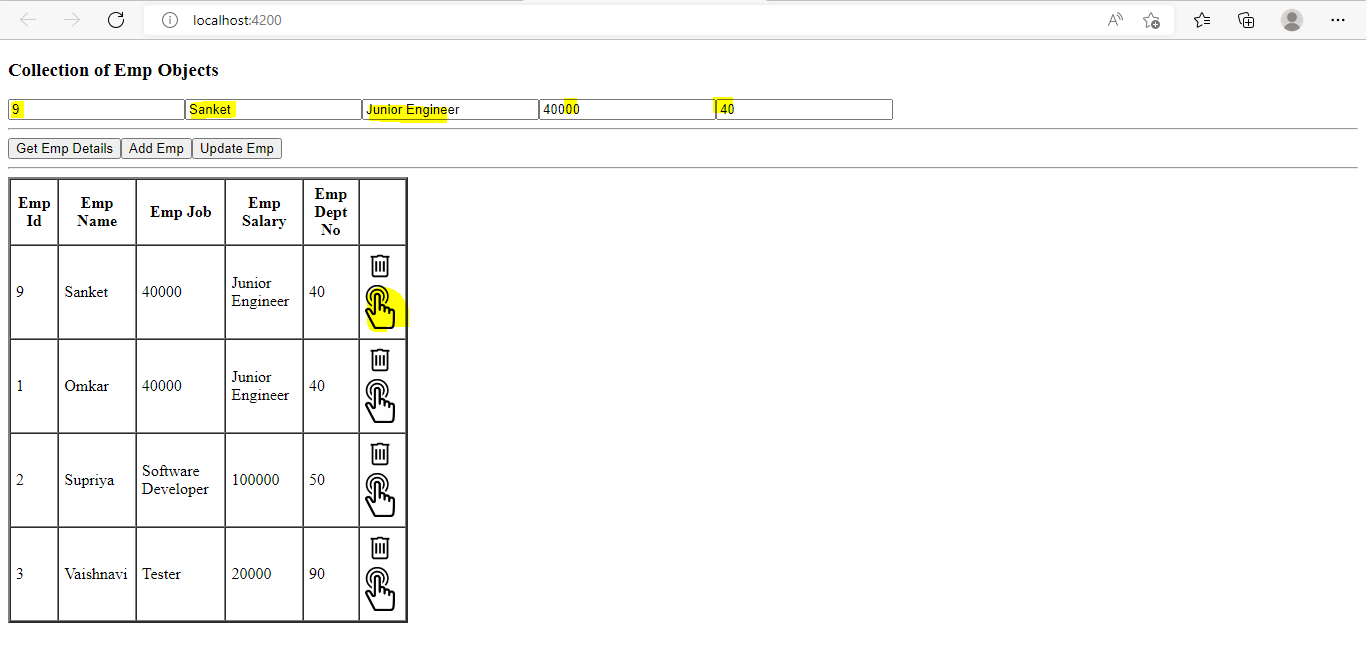 localhost:4200
Collection of Emp Objects
9 Sanket Junior Engineer 40000 40
Get Emp Details Add Emp Update Emp
Emp Id Emp Name Emp Job Emp Salary Emp Dept No
9 Sanket 40000 Junior Engineer 40
1 Omkar 40000 Junior Engineer 40
2 Supriya Software Developer 100000 50
3 Vaishnavi Tester 20000 90